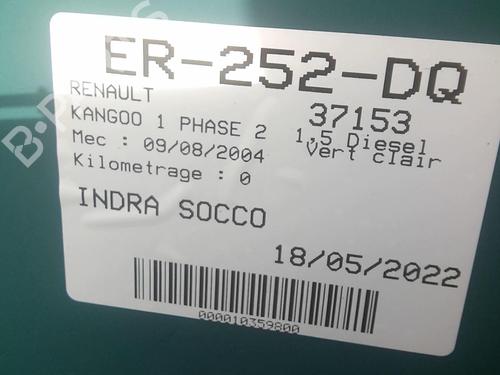 ER-252-DQ
RENAULT
37153
KANGOO 1 PHASE 2
1,5 Diesel
Mec : 09/08/2004
Vert clair
Kilometrage : 0
INDRA SOCCO
18/05/2022
000010359800